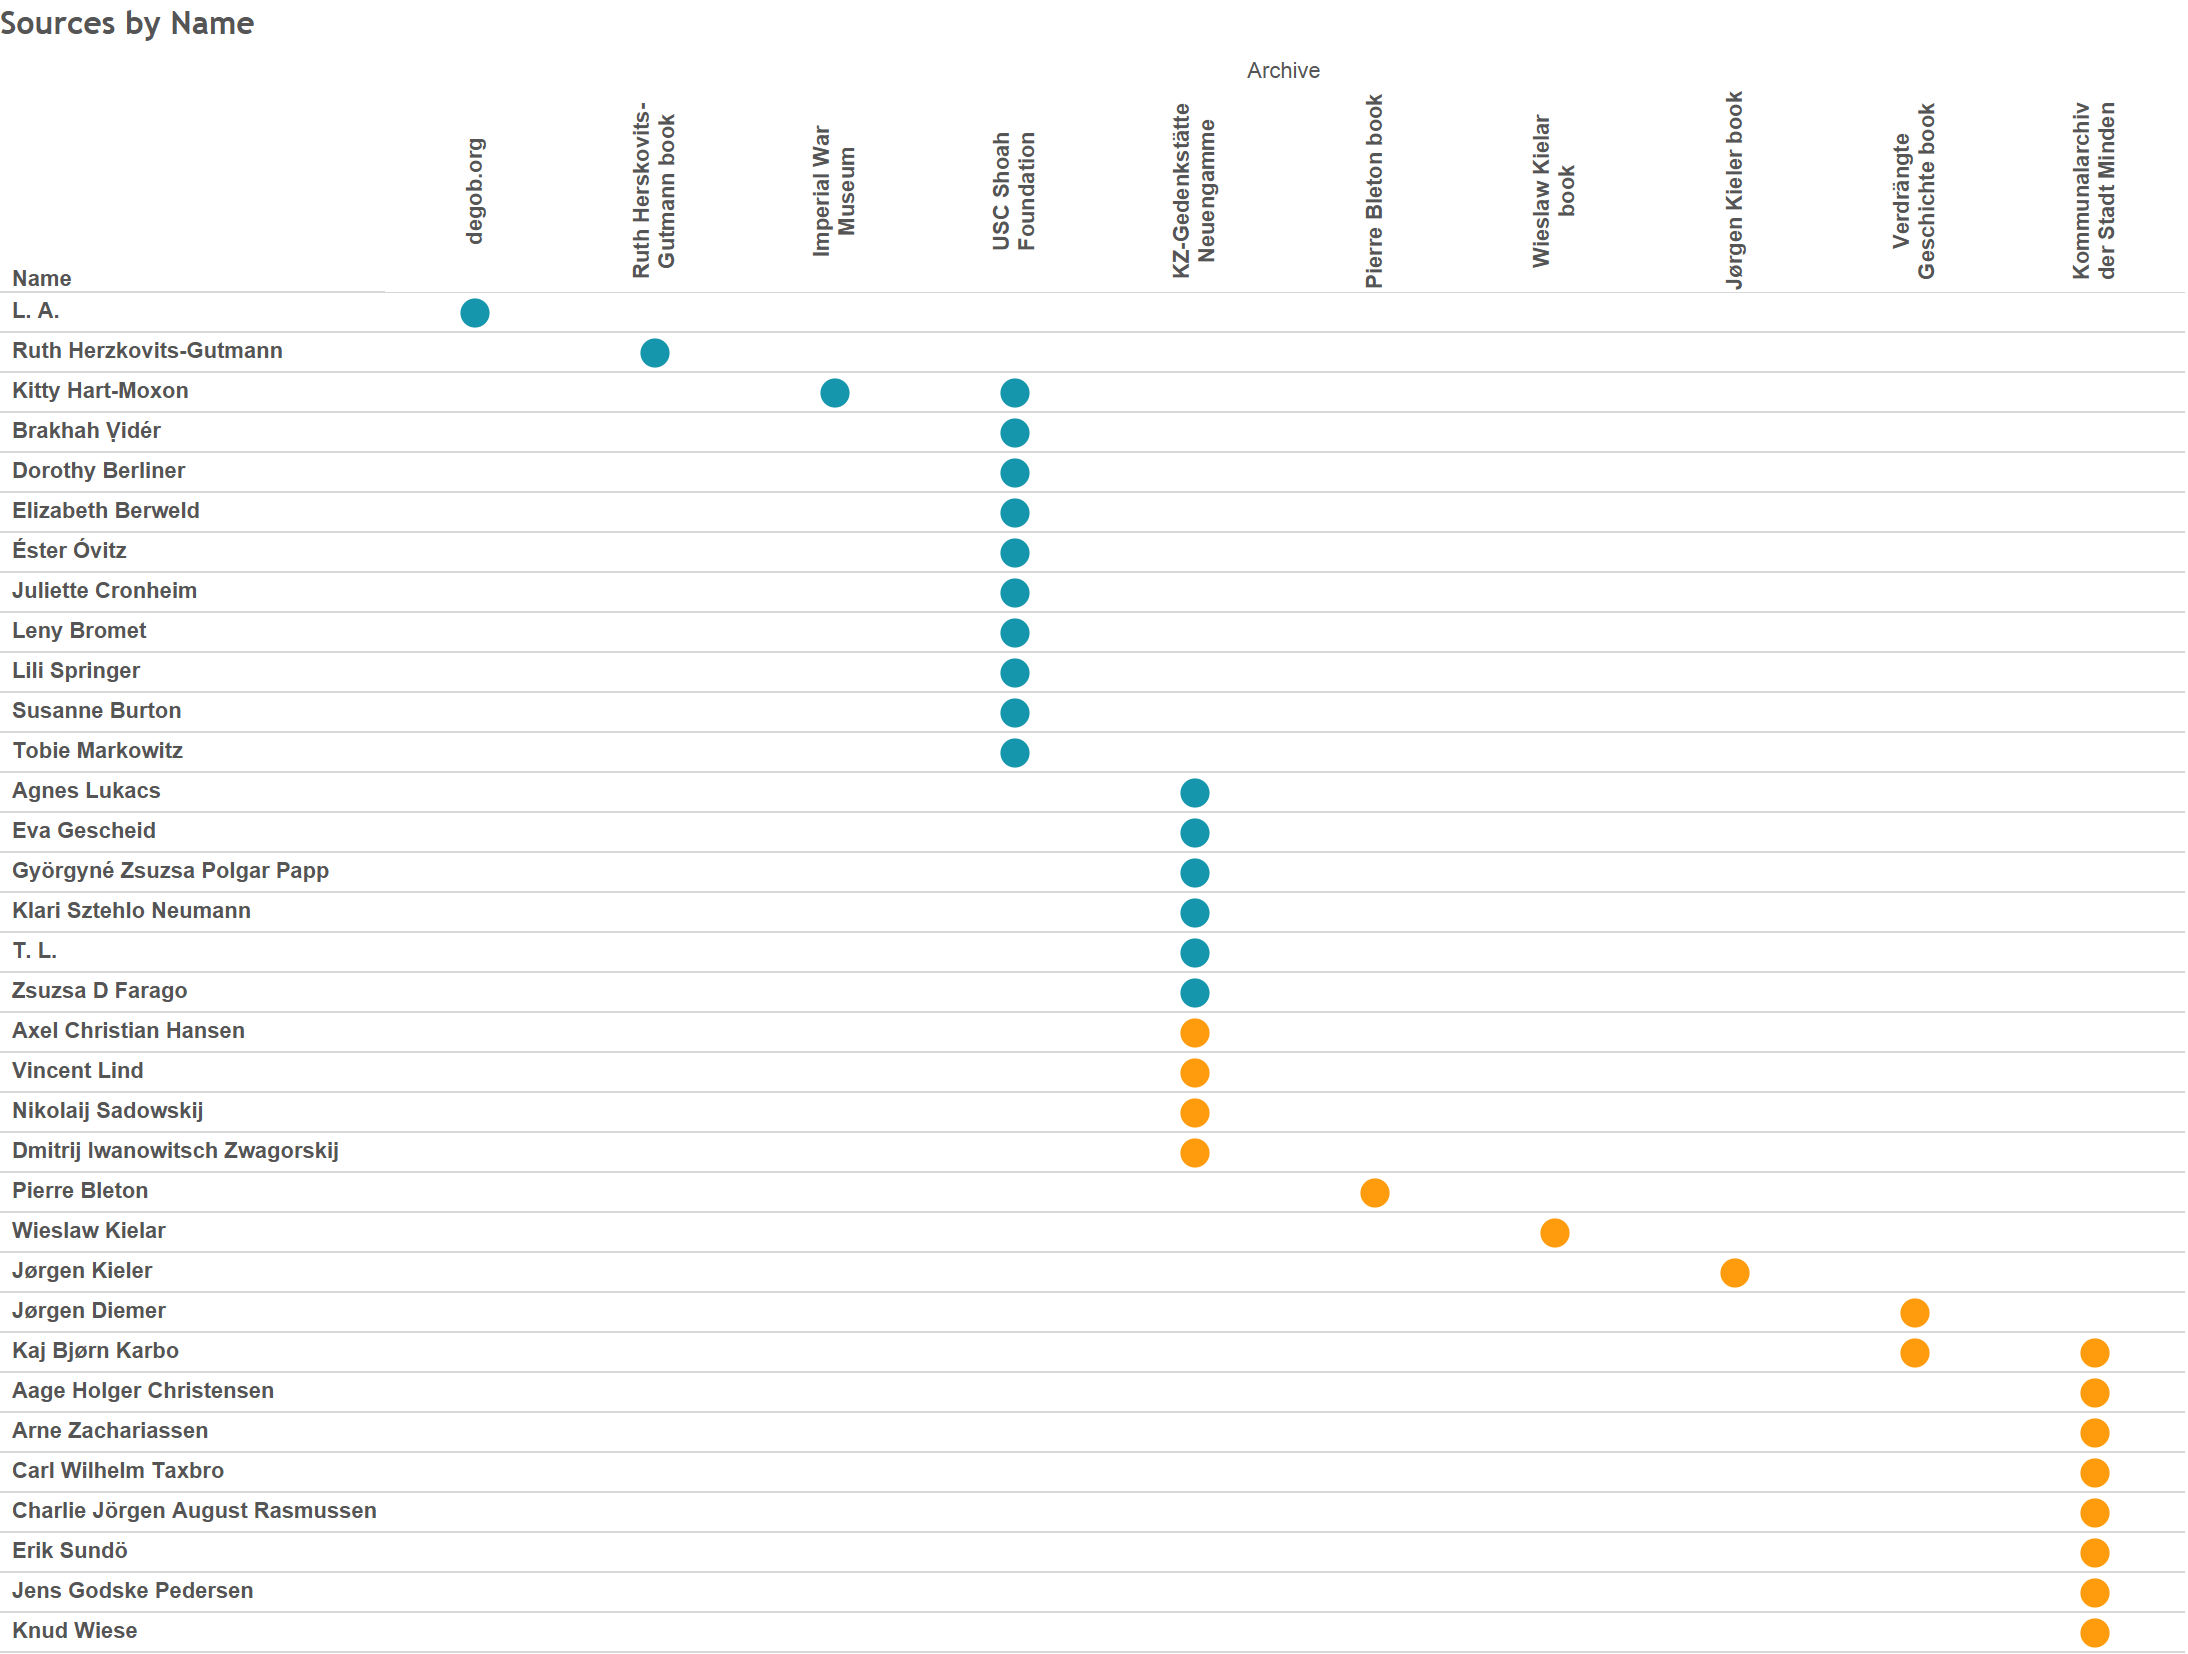 Sources by Name
Archive
Name
degob.org
Ruth Herskovits-
Gutmann book
Imperial War
Museum
USC Shoah
Foundation
KZ-Gedenkstätte
Neuengamme
Pierre Bleton book
Wieslaw Kielar
book
Jørgen Kieler book
Verdrängte
Geschichte book
Kommunalarchiv
der Stadt Minden
L. A.
Ruth Herzkovits-Gutmann
Kitty Hart-Moxon
Brakhah Ṿidér
Dorothy Berliner
Elizabeth Berweld
Éster Óvitz
Juliette Cronheim
Leny Bromet
Lili Springer
Susanne Burton
Tobie Markowitz
Agnes Lukacs
Eva Gescheid
Györgyné Zsuzsa Polgar Papp
Klari Sztehlo Neumann
T. L.
Zsuzsa D Farago
Axel Christian Hansen
Vincent Lind
Nikolaij Sadowskij
Dmitrij Iwanowitsch Zwagorskij
Pierre Bleton
Wieslaw Kielar
Jørgen Kieler
Jørgen Diemer
Kaj Bjørn Karbo
Aage Holger Christensen
Arne Zachariassen
Carl Wilhelm Taxbro
Charlie Jörgen August Rasmussen
Erik Sundö
Jens Godske Pedersen
Knud Wiese